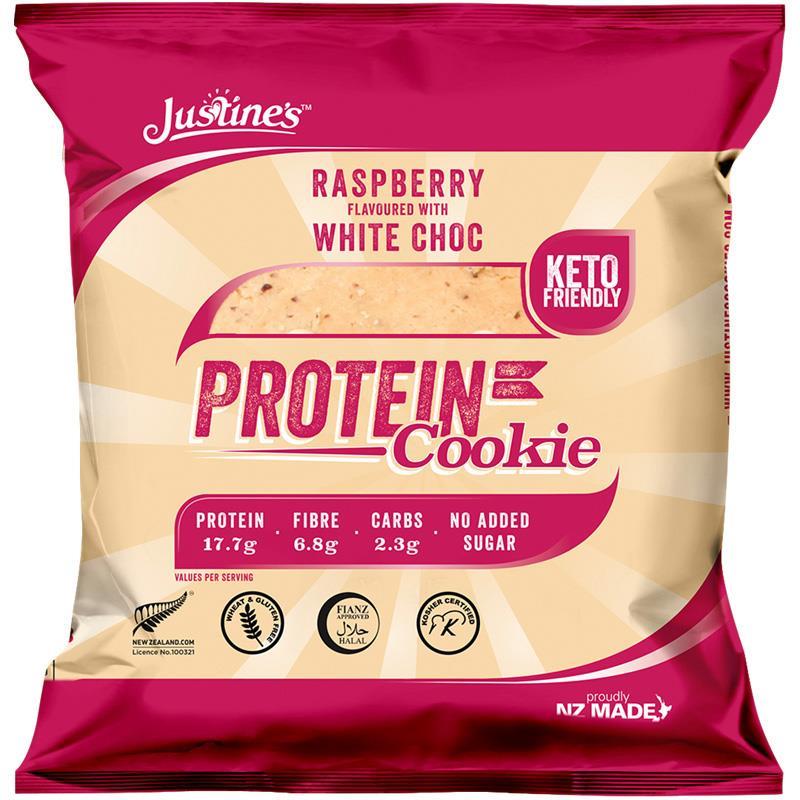 Justine's™
RASPBERRY
FLAVOURED WITH
WHITE CHOC
KETO
FRIENDLY
PROTEIN
Cookie
PROTEIN · FIBRE · CARBS · NO ADDED
17.7g 6.8g 2.3g SUGAR
VALUES PER SERVING
NEWZEALAND.COM
Licence No.100321
WHEAT & GLUTEN FREE
FIANZ
APPROVED
حلال
HALAL
KOSHER CERTIFIED
K
proudly
NZ MADE